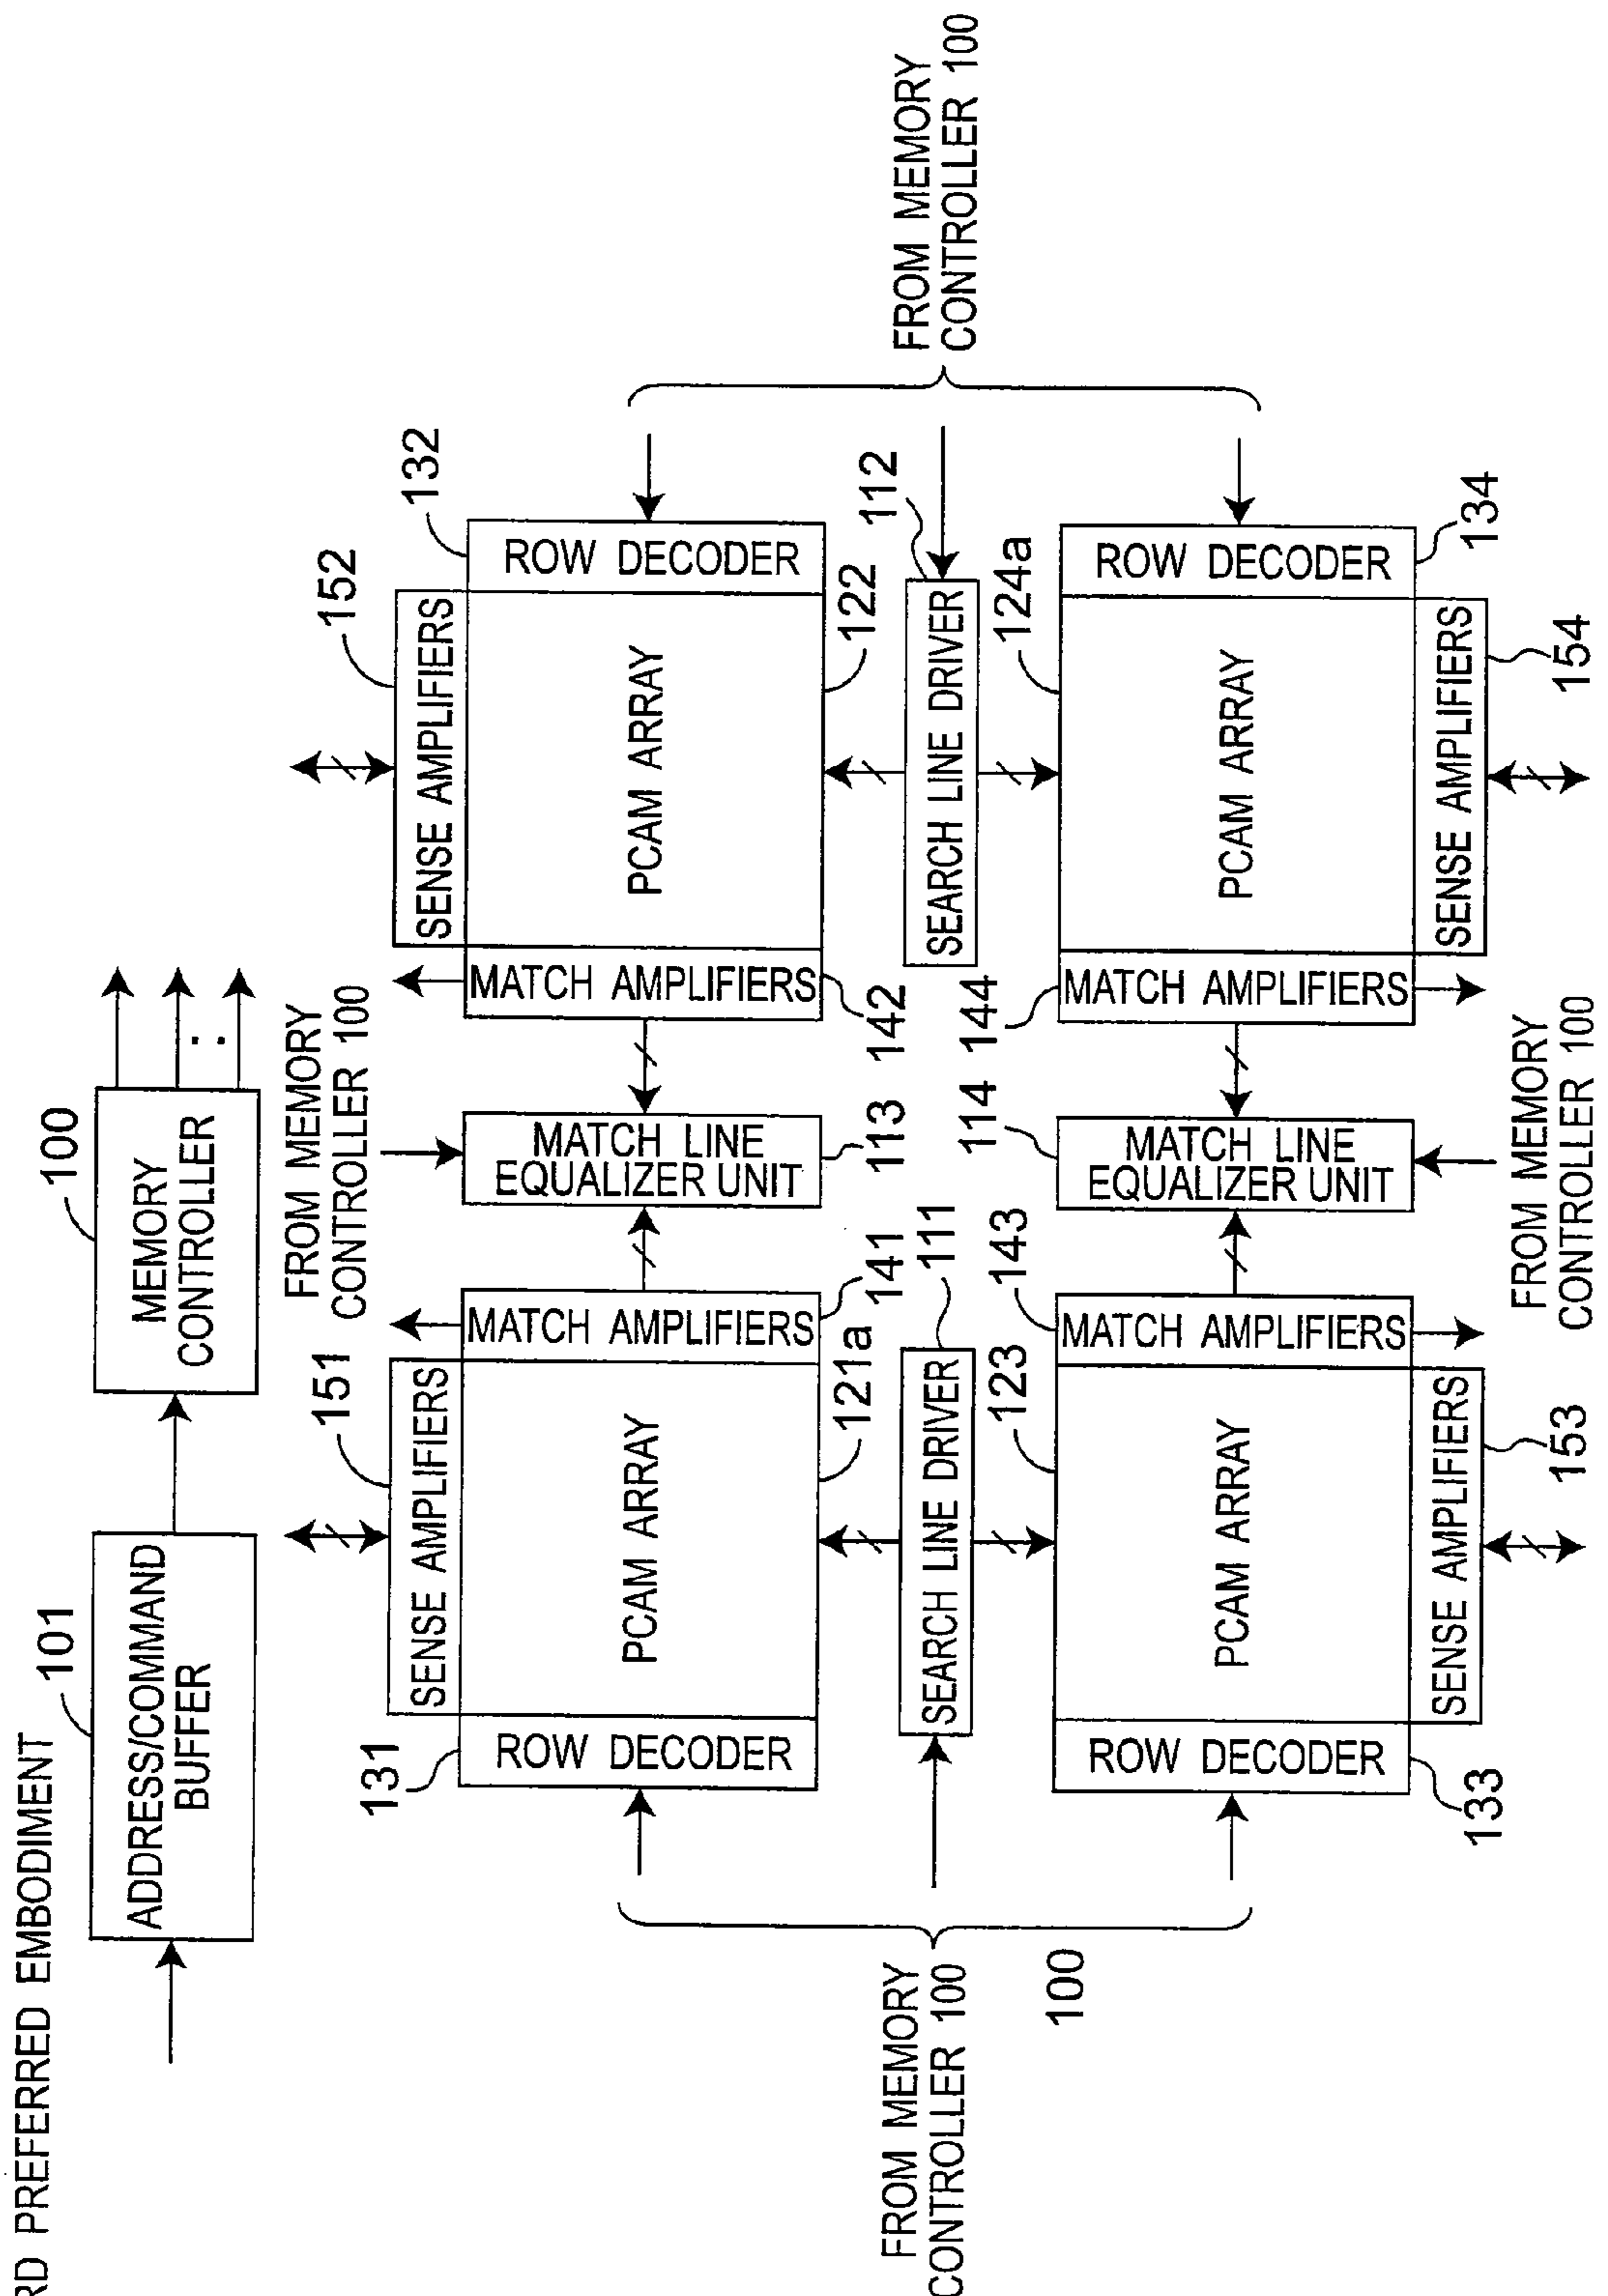 RD PREFERRED EMBODIMENT
101
ADDRESS/COMMAND
BUFFER
100
MEMORY
CONTROLLER
FROM MEMORY
CONTROLLER 100
151
SENSE AMPLIFIERS
131
ROW DECODER
PCAM ARRAY
MATCH AMPLIFIERS
121a
141
MATCH LINE
EQUALIZER UNIT
113
152
SENSE AMPLIFIERS
132
MATCH AMPLIFIERS
PCAM ARRAY
ROW DECODER
142
122
FROM MEMORY
CONTROLLER 100
100
SEARCH LINE DRIVER
111
SEARCH LINE DRIVER
112
FROM MEMORY
CONTROLLER 100
123
143
ROW DECODER
PCAM ARRAY
MATCH AMPLIFIERS
133
SENSE AMPLIFIERS
153
114
MATCH LINE
EQUALIZER UNIT
FROM MEMORY
CONTROLLER 100
144
124a
MATCH AMPLIFIERS
PCAM ARRAY
ROW DECODER
134
SENSE AMPLIFIERS
154